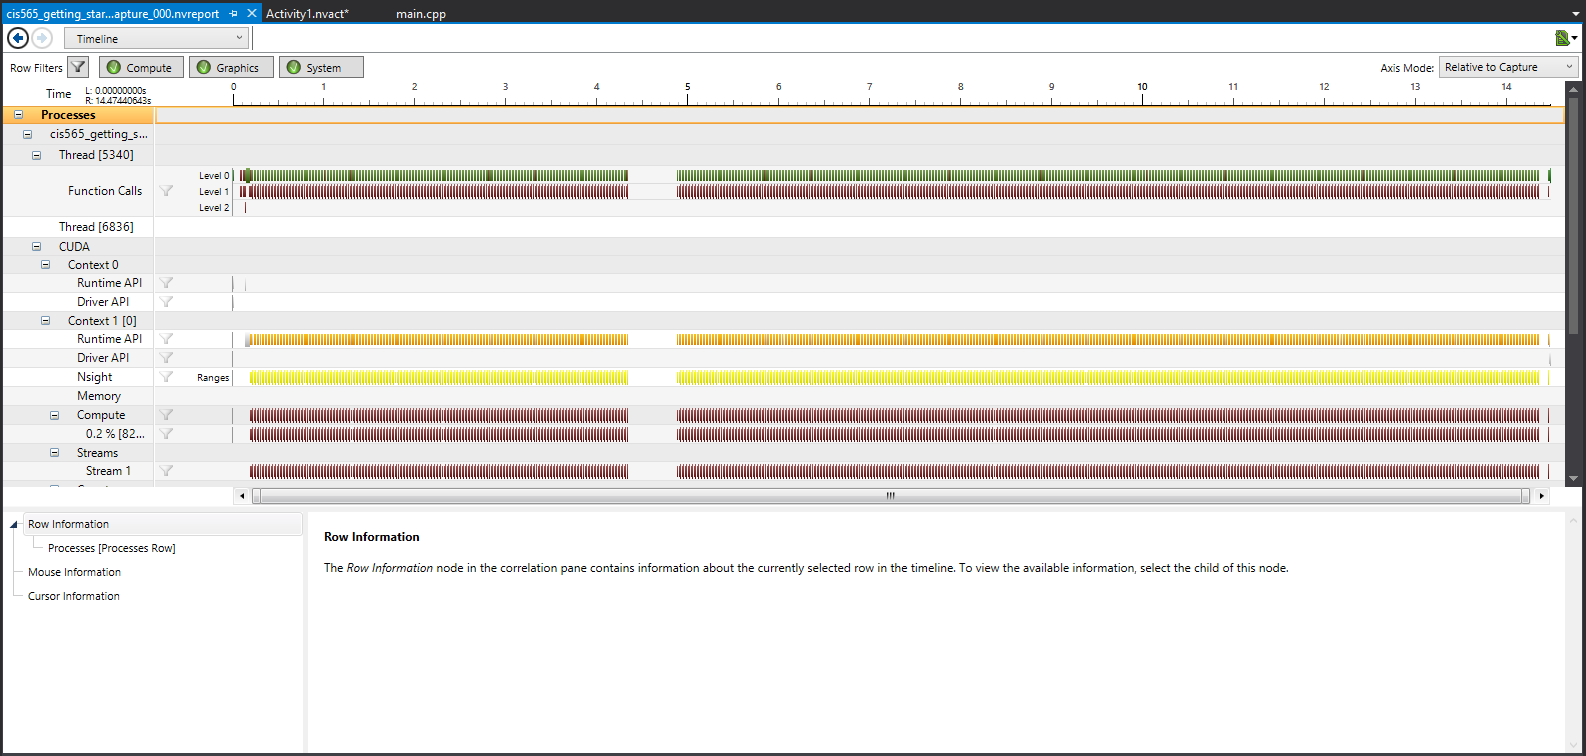 cis565_getting_star...apture_000.nvreport Activity1.nvact* main.cpp
Timeline
Row Filters Compute Graphics System Axis Mode: Relative to Capture
Time L: 0.00000000s 0 1 2 3 4 5 6 7 8 9 10 11 12 13 14
R: 14.47440643s
Processes
cis565_getting_s...
Thread [5340]
Level 0
Function Calls Level 1
Level 2
Thread [6836]
CUDA
Context 0
Runtime API
Driver API
Context 1 [0]
Runtime API
Driver API
Nsight Ranges
Memory
Compute
0.2 % [82...
Streams
Stream 1
Row Information
Processes [Processes Row]
Mouse Information
Cursor Information
Row Information
The Row Information node in the correlation pane contains information about the currently selected row in the timeline. To view the available information, select the child of this node.